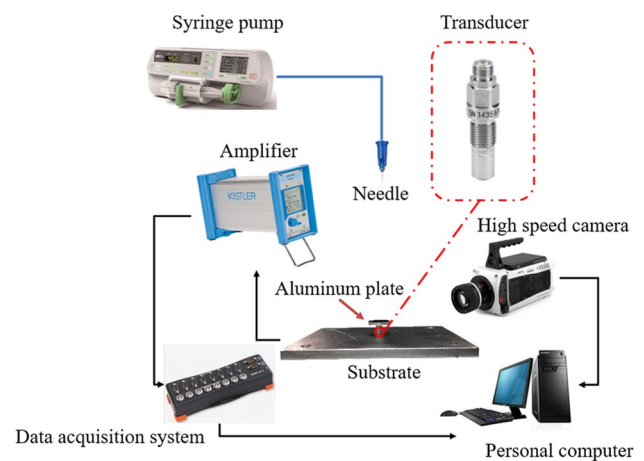 Syringe pump
Transducer
Amplifier
KISTLER
Needle
High speed camera
Aluminum plate
Substrate
Data acquisition system
Personal computer